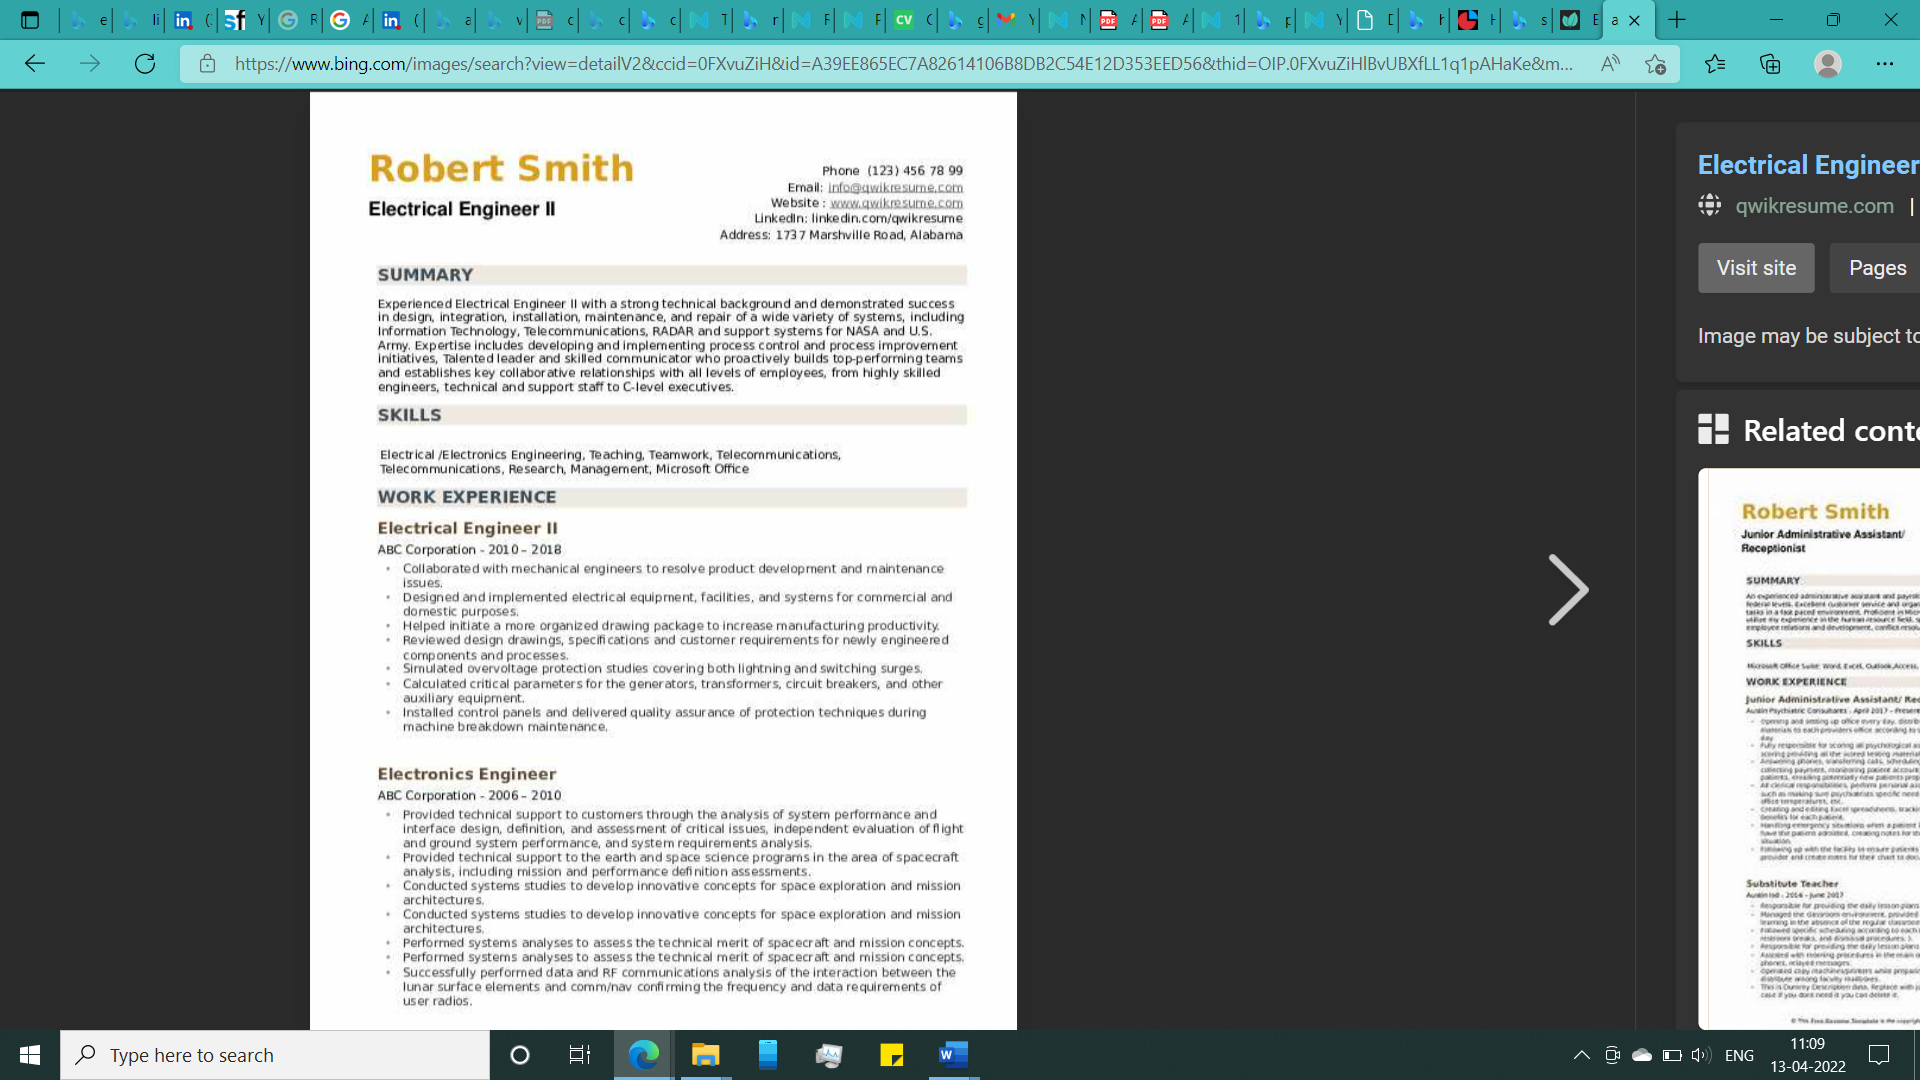 https://www.bing.com/images/search?view=detailV2&ccid=0FXvuZiH&id=A39EE865EC7A82614106B8DB2C54E12D353EED56&thid=OIP.0FXvuZiHlBvUBXfLL1q1pAHaKe&m...
Robert Smith
Electrical Engineer II
Phone (123) 456 78 99
Email: info@qwikresume.com
Website : www.qwikresume.com
LinkedIn: linkedin.com/qwikresume
Address: 1737 Marshville Road, Alabama
SUMMARY
Experienced Electrical Engineer II with a strong technical background and demonstrated success
in design, integration, installation, maintenance, and repair of a wide variety of systems, including
Information Technology, Telecommunications, RADAR and support systems for NASA and U.S.
Army. Expertise includes developing and implementing process control and process improvement
initiatives, Talented leader and skilled communicator who proactively builds top-performing teams
and establishes key collaborative relationships with all levels of employees, from highly skilled
engineers, technical and support staff to C-level executives.
SKILLS
Electrical /Electronics Engineering, Teaching, Teamwork, Telecommunications,
Telecommunications, Research, Management, Microsoft Office
WORK EXPERIENCE
Electrical Engineer II
ABC Corporation - 2010 – 2018
• Collaborated with mechanical engineers to resolve product development and maintenance
issues.
• Designed and implemented electrical equipment, facilities, and systems for commercial and
domestic purposes.
• Helped initiate a more organized drawing package to increase manufacturing productivity.
• Reviewed design drawings, specifications and customer requirements for newly engineered
components and processes.
• Simulated overvoltage protection studies covering both lightning and switching surges.
• Calculated critical parameters for the generators, transformers, circuit breakers, and other
auxiliary equipment.
• Installed control panels and delivered quality assurance of protection techniques during
machine breakdown maintenance.
Electronics Engineer
ABC Corporation - 2006 – 2010
• Provided technical support to customers through the analysis of system performance and
interface design, definition, and assessment of critical issues, independent evaluation of flight
and ground system performance, and system requirements analysis.
• Provided technical support to the earth and space science programs in the area of spacecraft
analysis, including mission and performance definition assessments.
• Conducted systems studies to develop innovative concepts for space exploration and mission
architectures.
• Conducted systems studies to develop innovative concepts for space exploration and mission
architectures.
• Performed systems analyses to assess the technical merit of spacecraft and mission concepts.
• Performed systems analyses to assess the technical merit of spacecraft and mission concepts.
• Successfully performed data and RF communications analysis of the interaction between the
lunar surface elements and comm/nav confirming the frequency and data requirements of
user radios.
Electrical Engineer
qwikresume.com |
Visit site
Pages
Image may be subject to
Related conte
Robert Smith
Junior Administrative Assistant/
Receptionist
SUMMARY
SKILLS
Microsoft Office Suite: Word, Excel, Outlook, Access,
WORK EXPERIENCE
Junior Administrative Assistant/ Rec
Austin Psychiatric Consultants - April 2017 – Present
Substitute Teacher
Austin Isd - 2016 – June 2017
Type here to search
ENG
11:09
13-04-2022